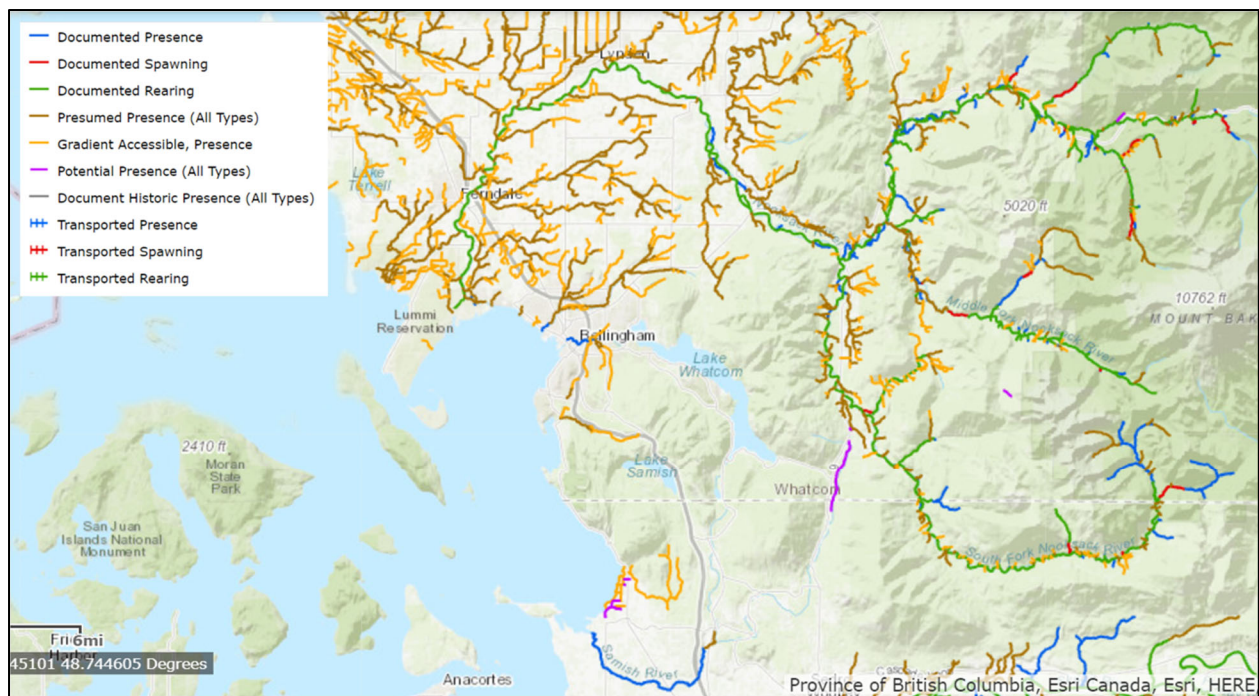 Documented Presence
Documented Spawning
Documented Rearing
Presumed Presence (All Types)
Gradient Accessible, Presence
Potential Presence (All Types)
Document Historic Presence (All Types)
Transported Presence
Transported Spawning
Transported Rearing
Lynden
Lake
Terrell
Ferndale
5020 ft
10762 ft
MOUNT BAK
Middle Fork Nooksack River
Lummi
Reservation
Bellingham
Lake
Whatcom
2410 ft
Moran
State
Park
Lake
Samish
Whatcom
San Juan
Islands National
Monument
South Fork Nooksack River
Samish River
6mi
45101 48.744605 Degrees
Anacortes
Province of British Columbia, Esri Canada, Esri, HERE